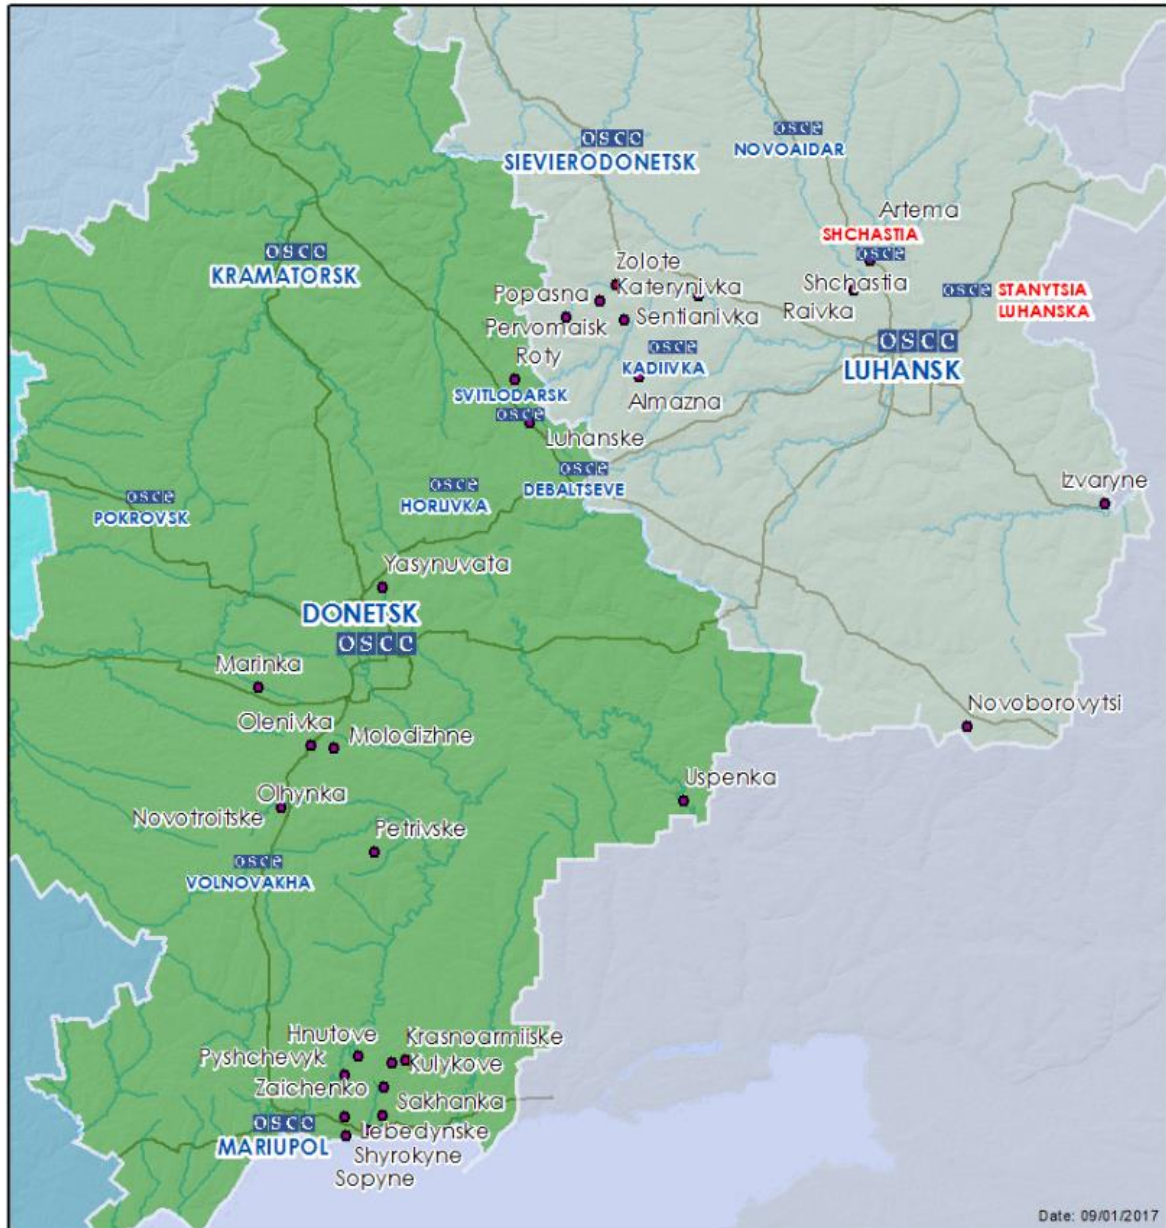 OSCE
SIEVIERODONETSK
osce
NOVOAIDAR
Artema
SHCHASTIA
osce
OSCE
KRAMATORSK
Zolote
Shchastia
Katerynivka
Popasna
Raivka
osce
STANYTSIA
LUHANSKA
Pervomaisk
Sentianivka
OSCE
LUHANSK
Roty
osce
KADIIVKA
SVITLODARSK
osce
Almazna
Luhanske
osce
DEBALTSEVE
osce
HORLIVKA
Izvaryne
osce
POKROVSK
Yasynuvata
DONETSK
OSCE
Marinka
Novoborovytsi
Olenivka
Molodizhne
Uspenka
Olhynka
Novotroitske
Petrivske
osce
VOLNOVAKHA
Hnutove
Krasnoarmiiske
Pyshchevyk
Kulykove
Zaichenko
Sakhanka
OSCE
MARIUPOL
Lebedynske
Shyrokyne
Sopyne
Date: 09/01/2017